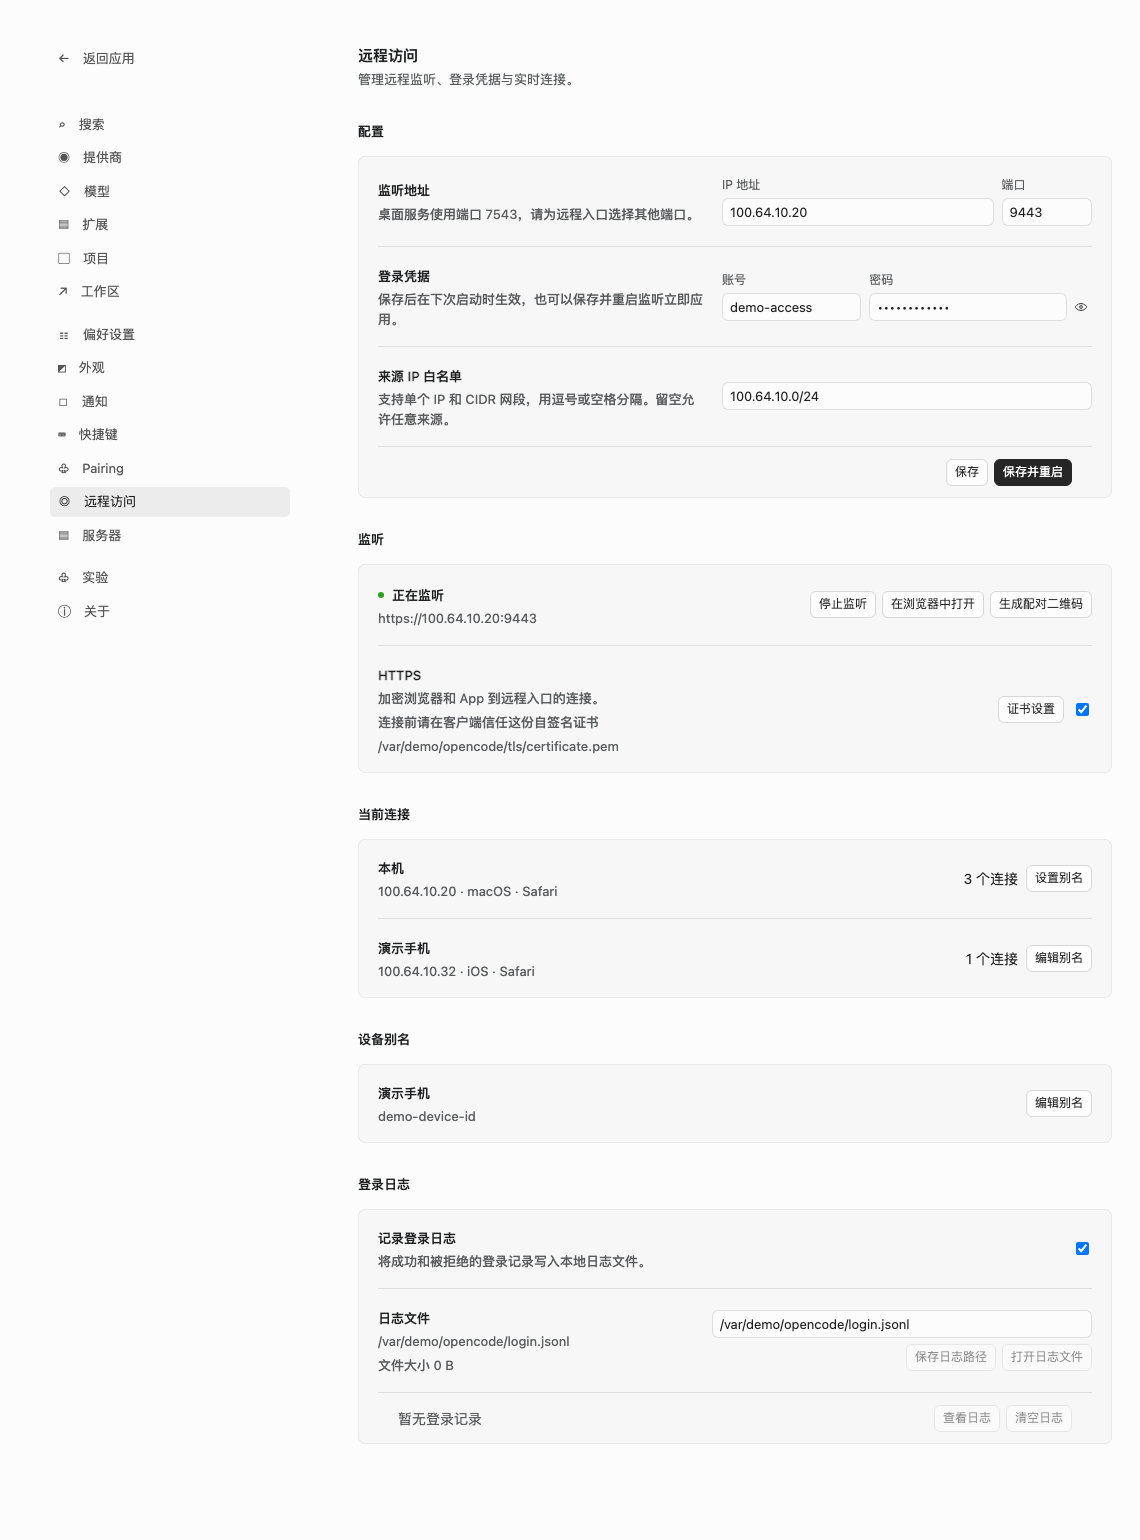 返回应用
搜索
提供商
模型
扩展
项目
工作区
偏好设置
外观
通知
快捷键
Pairing
远程访问
服务器
实验
关于
远程访问
管理远程监听、登录凭据与实时连接。
配置
监听地址
桌面服务使用端口 7543，请为远程入口选择其他端口。
IP 地址
100.64.10.20
端口
9443
登录凭据
保存后在下次启动时生效，也可以保存并重启监听立即应
用。
账号
demo-access
密码
••••••••••••
来源 IP 白名单
支持单个 IP 和 CIDR 网段，用逗号或空格分隔。留空允
许任意来源。
100.64.10.0/24
保存
保存并重启
监听
正在监听
https://100.64.10.20:9443
停止监听
在浏览器中打开
生成配对二维码
HTTPS
加密浏览器和 App 到远程入口的连接。
连接前请在客户端信任这份自签名证书
/var/demo/opencode/tls/certificate.pem
证书设置
当前连接
本机
100.64.10.20 · macOS · Safari
3 个连接
设置别名
演示手机
100.64.10.32 · iOS · Safari
1 个连接
编辑别名
设备别名
演示手机
demo-device-id
编辑别名
登录日志
记录登录日志
将成功和被拒绝的登录记录写入本地日志文件。
日志文件
/var/demo/opencode/login.jsonl
文件大小 0 B
/var/demo/opencode/login.jsonl
保存日志路径
打开日志文件
暂无登录记录
查看日志
清空日志